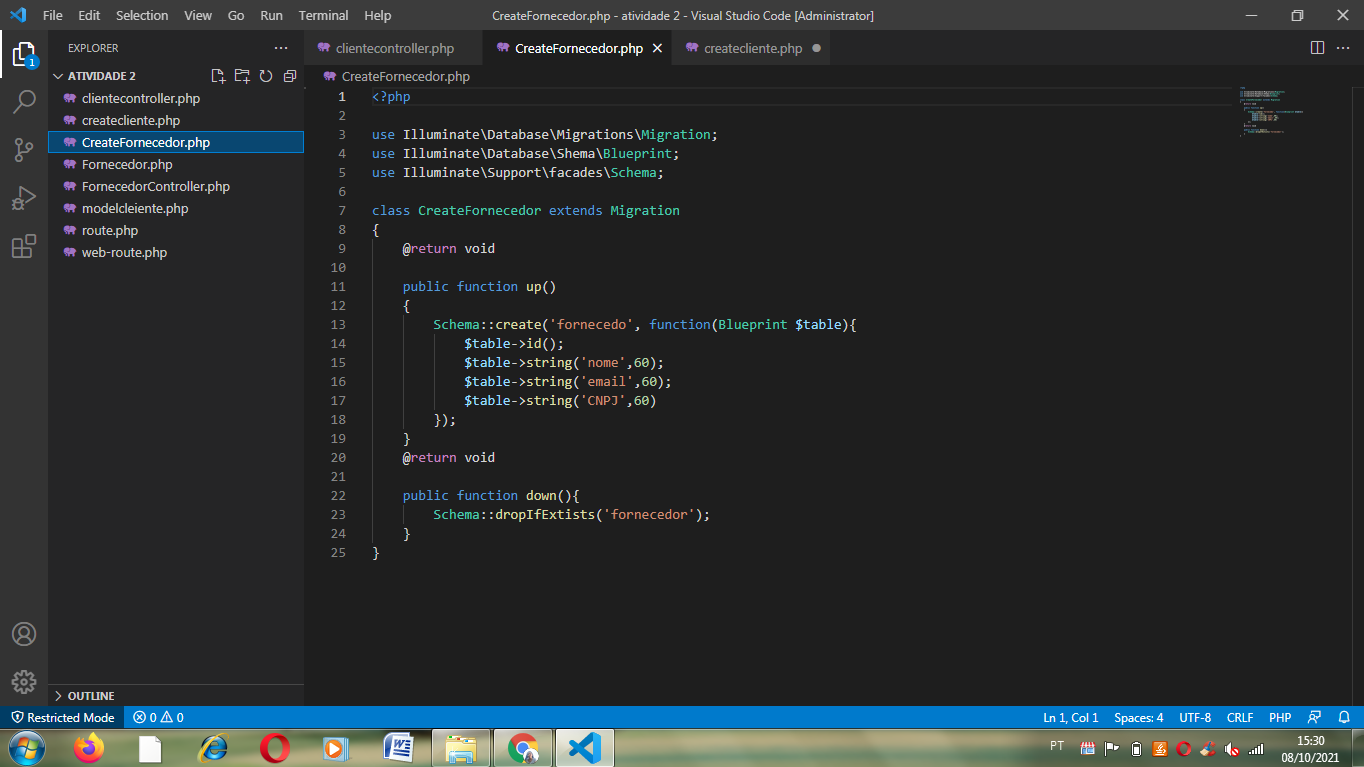 File Edit Selection View Go Run Terminal Help CreateFornecedor.php - atividade 2 - Visual Studio Code [Administrator]
EXPLORER
clientecontroller.php CreateFornecedor.php createcliente.php
ATIVIDADE 2
clientecontroller.php
createcliente.php
CreateFornecedor.php
Fornecedor.php
FornecedorController.php
modelcleiente.php
route.php
web-route.php
OUTLINE
1
CreateFornecedor.php
1 <?php
2
3 use Illuminate\Database\Migrations\Migration;
4 use Illuminate\Database\Shema\Blueprint;
5 use Illuminate\Support\facades\Schema;
6
7 class CreateFornecedor extends Migration
8 {
9 @return void
10
11 public function up()
12 {
13 Schema::create('fornecedo', function(Blueprint $table){
14 $table->id();
15 $table->string('nome',60);
16 $table->string('email',60);
17 $table->string('CNPJ',60)
18 });
19 }
20 @return void
21
22 public function down(){
23 Schema::dropIfExtists('fornecedor');
24 }
25 }
Restricted Mode 0 0 Ln 1, Col 1 Spaces: 4 UTF-8 CRLF PHP
PT 15:30
08/10/2021